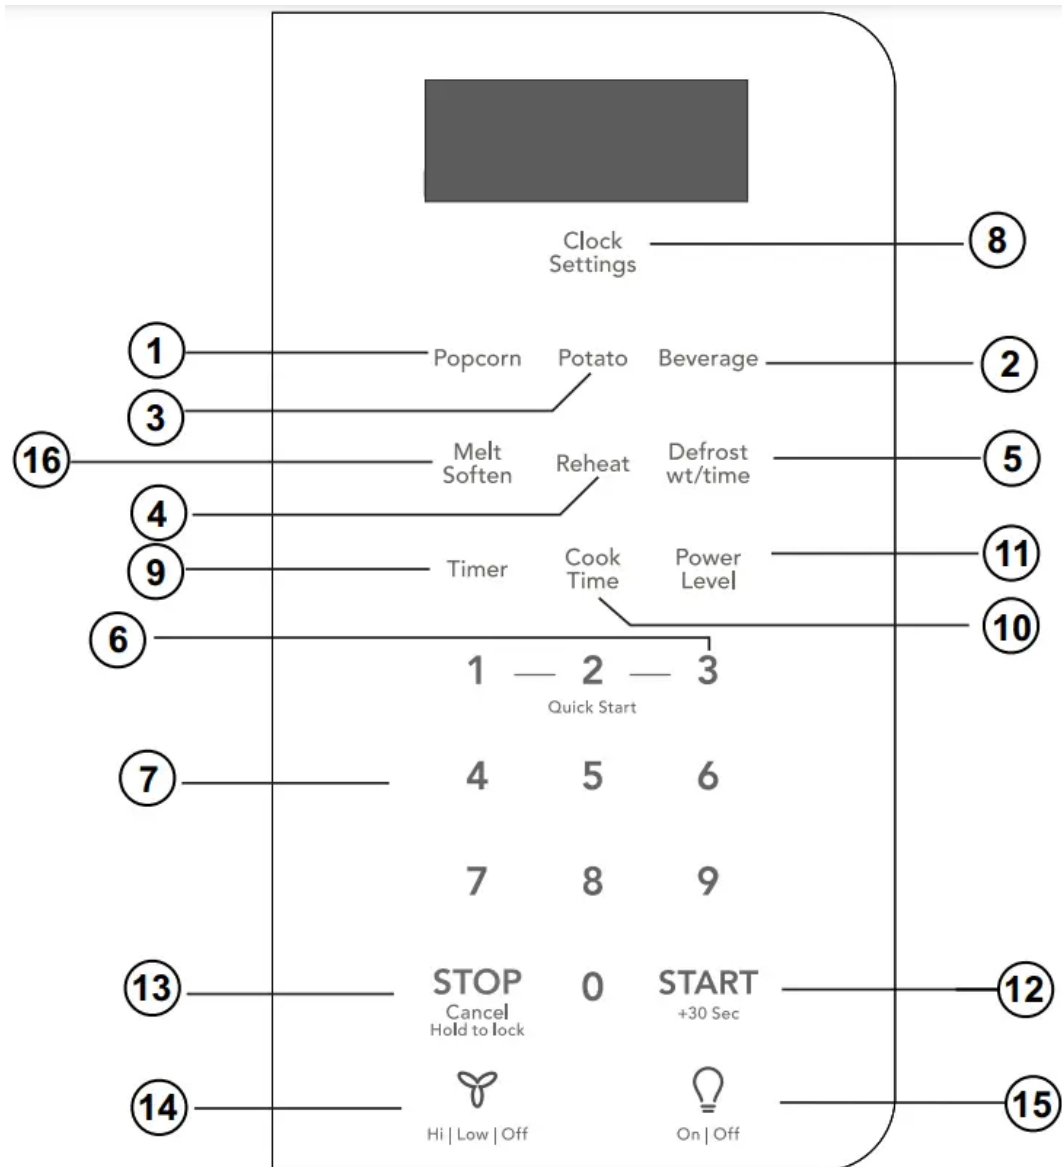 Clock
Settings
8
1
Popcorn Potato Beverage
2
3
16
Melt
Soften
Reheat
Defrost
wt/time
5
4
9
Timer
Cook
Time
Power
Level
11
10
6
1 — 2 — 3
Quick Start
7
4 5 6
7 8 9
13
STOP
Cancel
Hold to lock
0
START
+30 Sec
12
14
Hi | Low | Off
On | Off
15